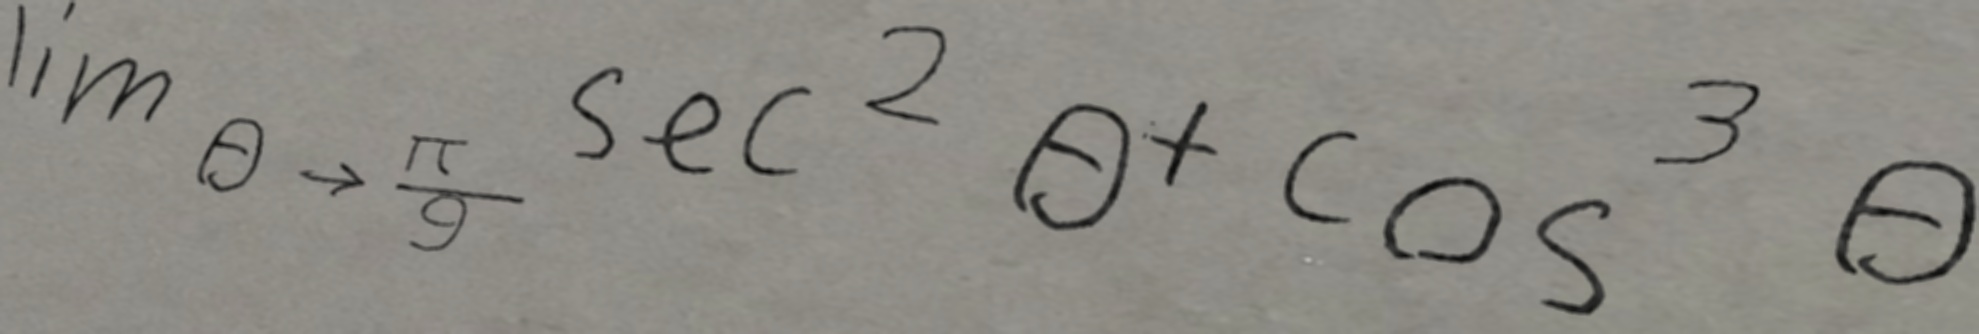 lim θ→π/9 sec² θ + cos³ θ